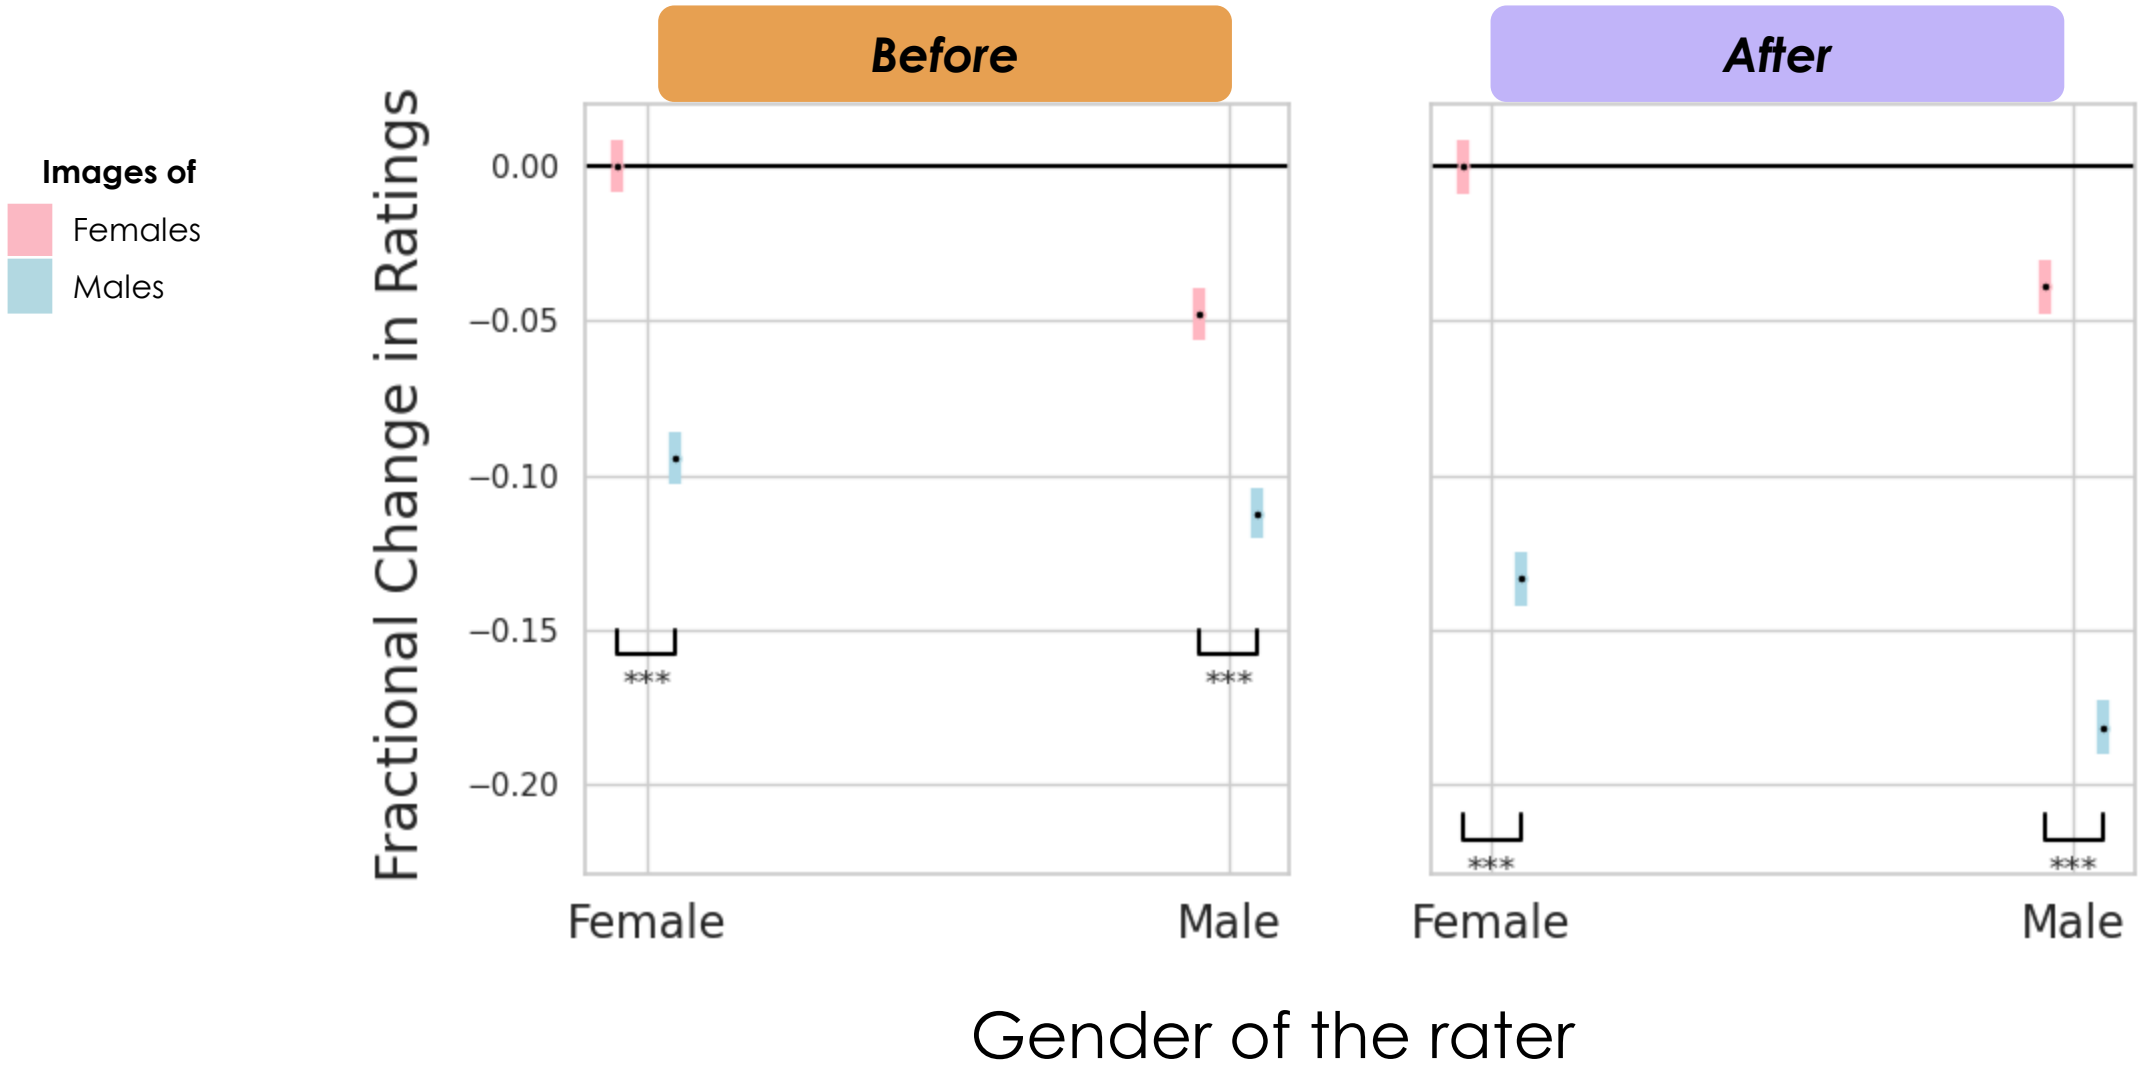 Before
After
Images of
Females
Males
Fractional Change in Ratings
0.00
−0.05
−0.10
−0.15
−0.20
***
***
***
***
Female
Male
Female
Male
Gender of the rater